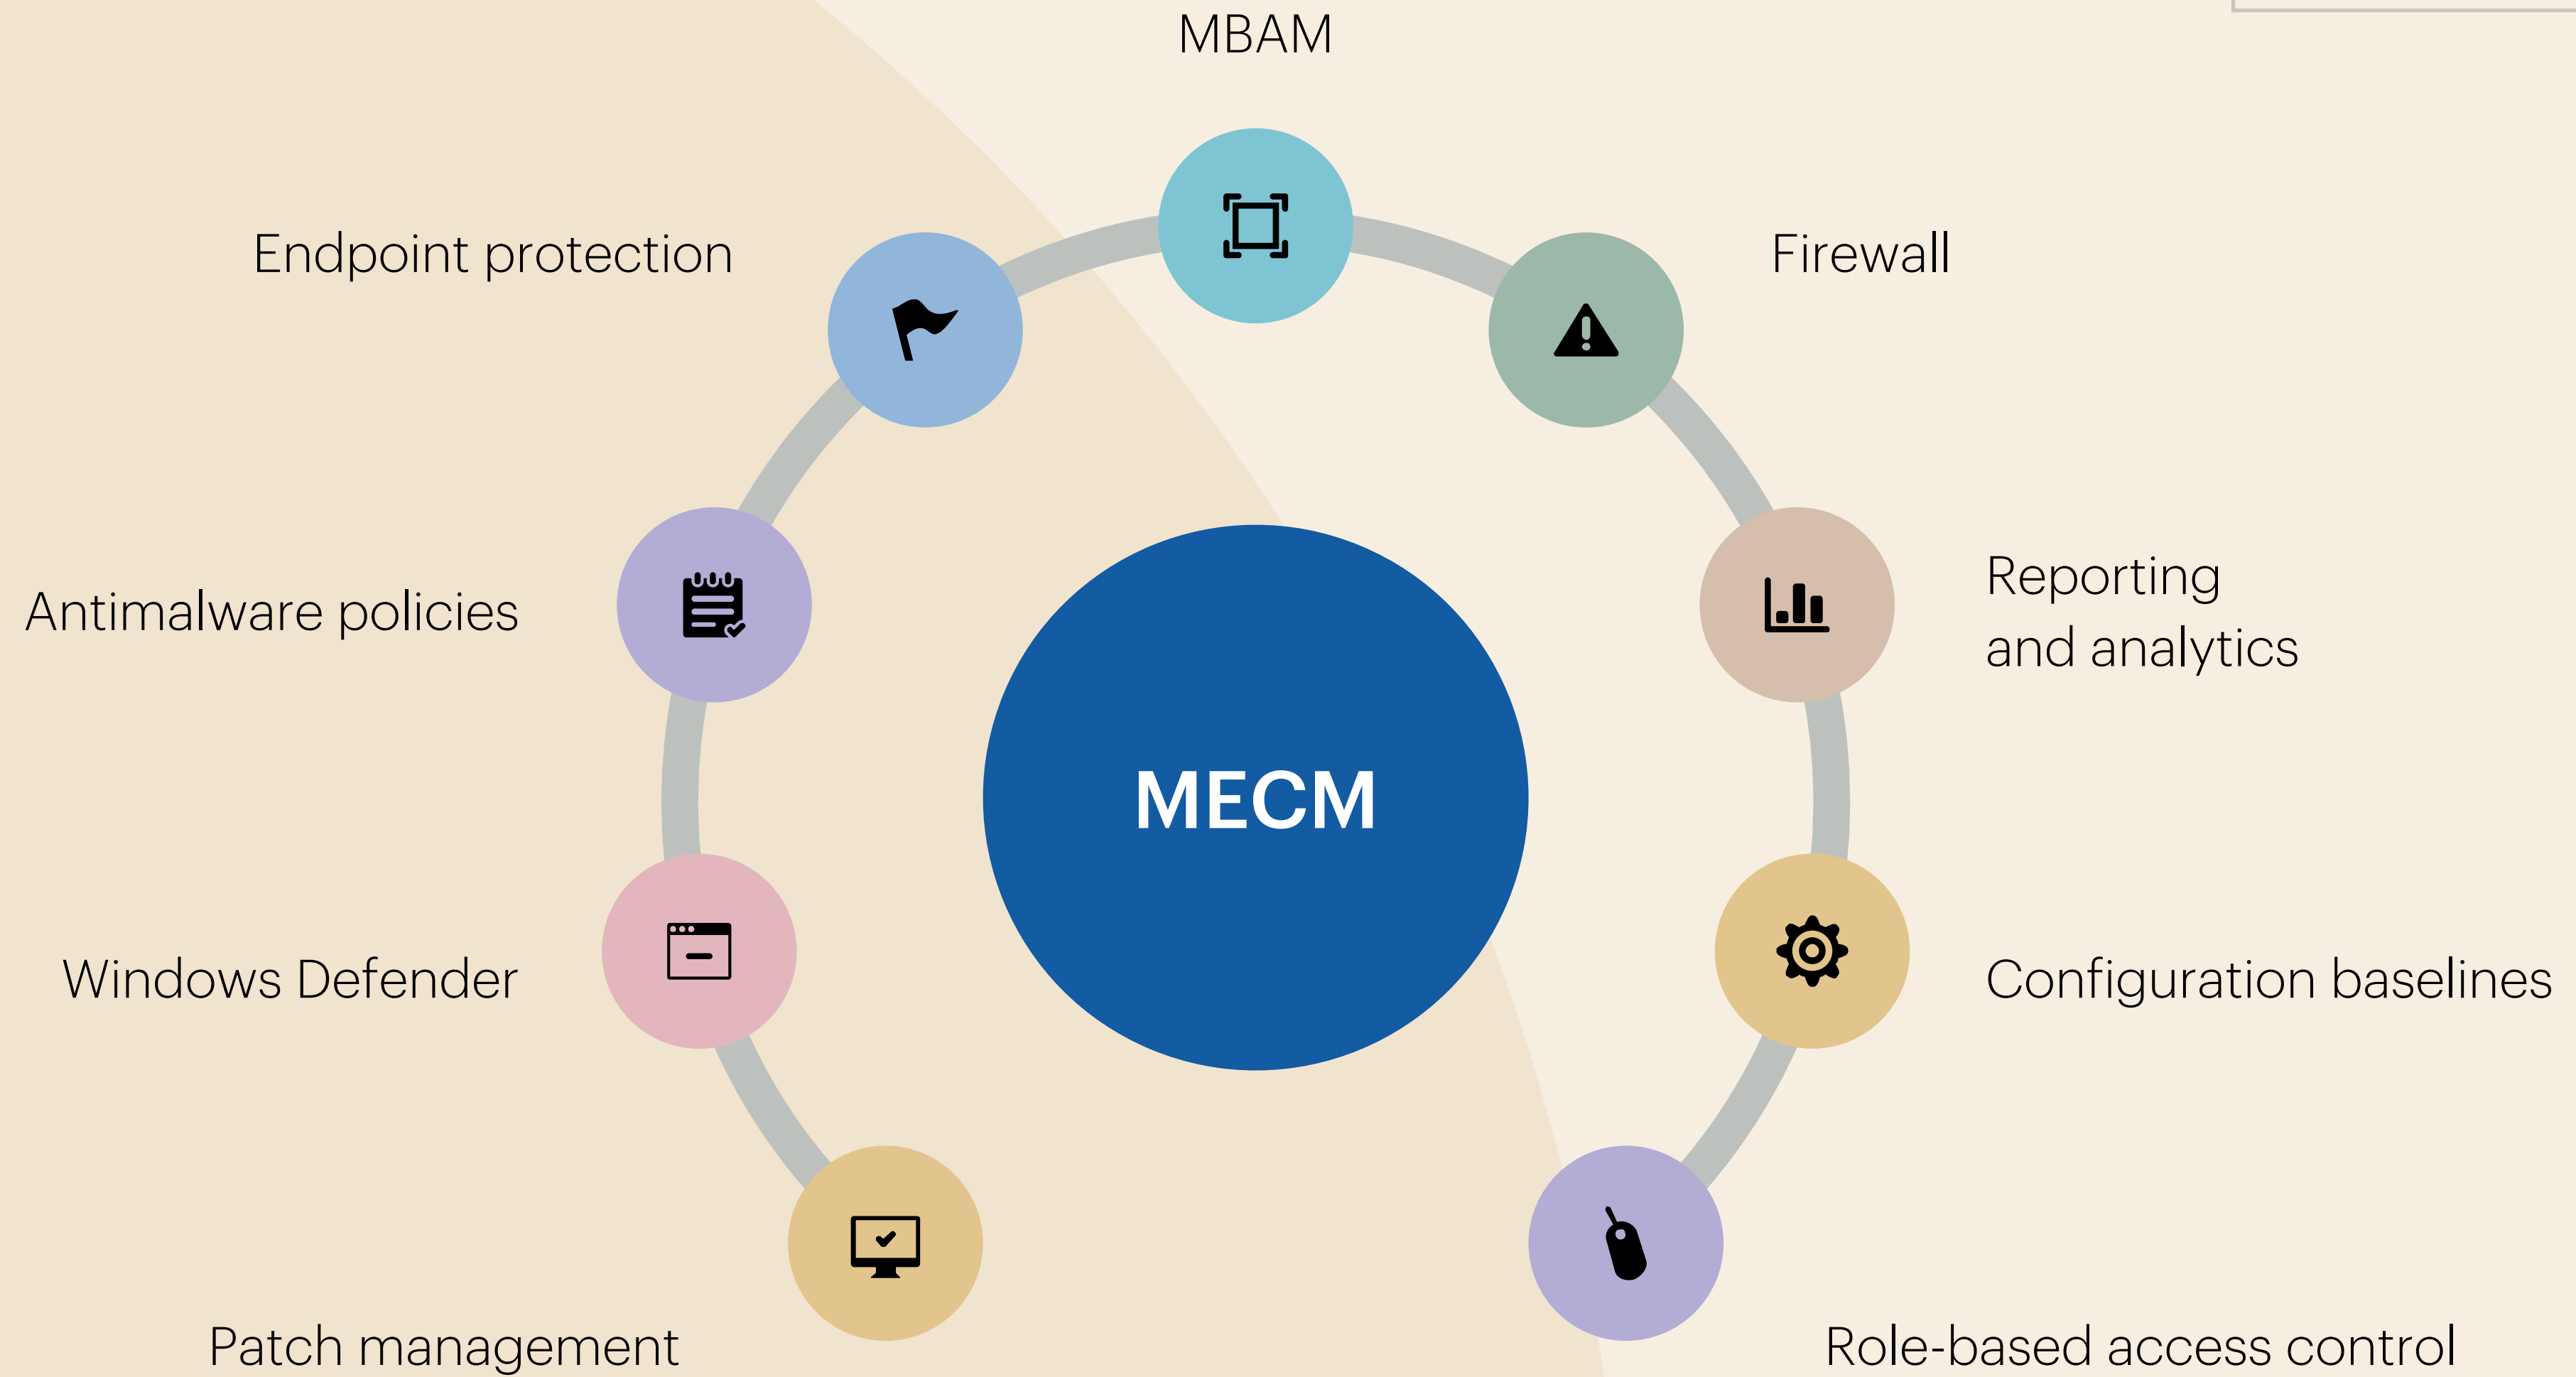 MBAM
Endpoint protection
Firewall
Antimalware policies
Reporting
and analytics
MECM
Windows Defender
Configuration baselines
Patch management
Role-based access control